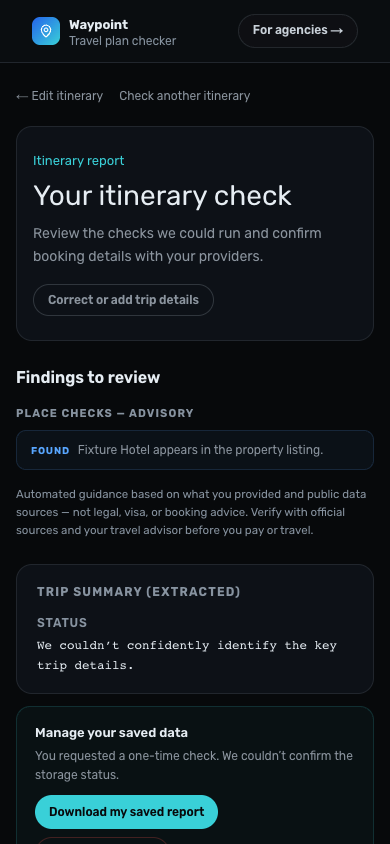 Waypoint
Travel plan checker
For agencies →
← Edit itinerary
Check another itinerary
Itinerary report
Your itinerary check
Review the checks we could run and confirm
booking details with your providers.
Correct or add trip details
Findings to review
PLACE CHECKS — ADVISORY
FOUND Fixture Hotel appears in the property listing.
Automated guidance based on what you provided and public data
sources — not legal, visa, or booking advice. Verify with official
sources and your travel advisor before you pay or travel.
TRIP SUMMARY (EXTRACTED)
STATUS
We couldn’t confidently identify the key
trip details.
Manage your saved data
You requested a one-time check. We couldn’t confirm the
storage status.
Download my saved report